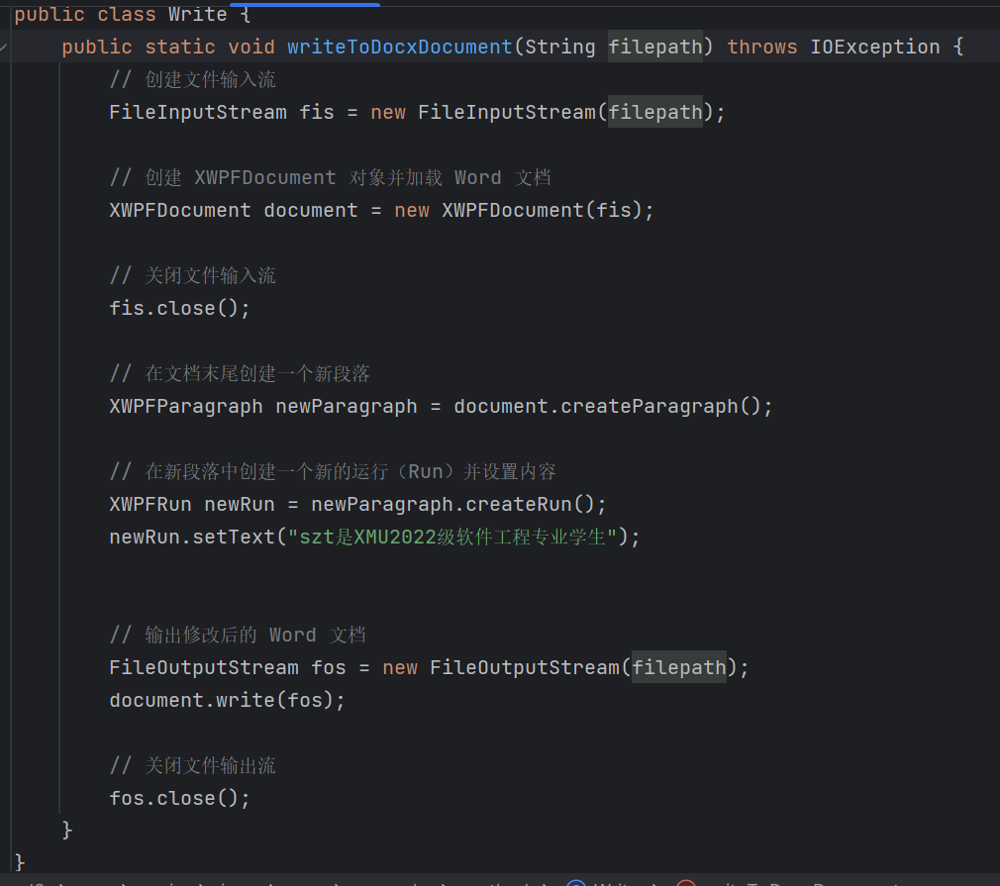 public class Write {
public static void writeToDocxDocument(String filepath) throws IOException {
// 创建文件输入流
FileInputStream fis = new FileInputStream(filepath);
// 创建 XWPFDocument 对象并加载 Word 文档
XWPFDocument document = new XWPFDocument(fis);
// 关闭文件输入流
fis.close();
// 在文档末尾创建一个新段落
XWPFParagraph newParagraph = document.createParagraph();
// 在新段落中创建一个新的运行（Run）并设置内容
XWPFRun newRun = newParagraph.createRun();
newRun.setText("szt是XMU2022级软件工程专业学生");
// 输出修改后的 Word 文档
FileOutputStream fos = new FileOutputStream(filepath);
document.write(fos);
// 关闭文件输出流
fos.close();
}
}